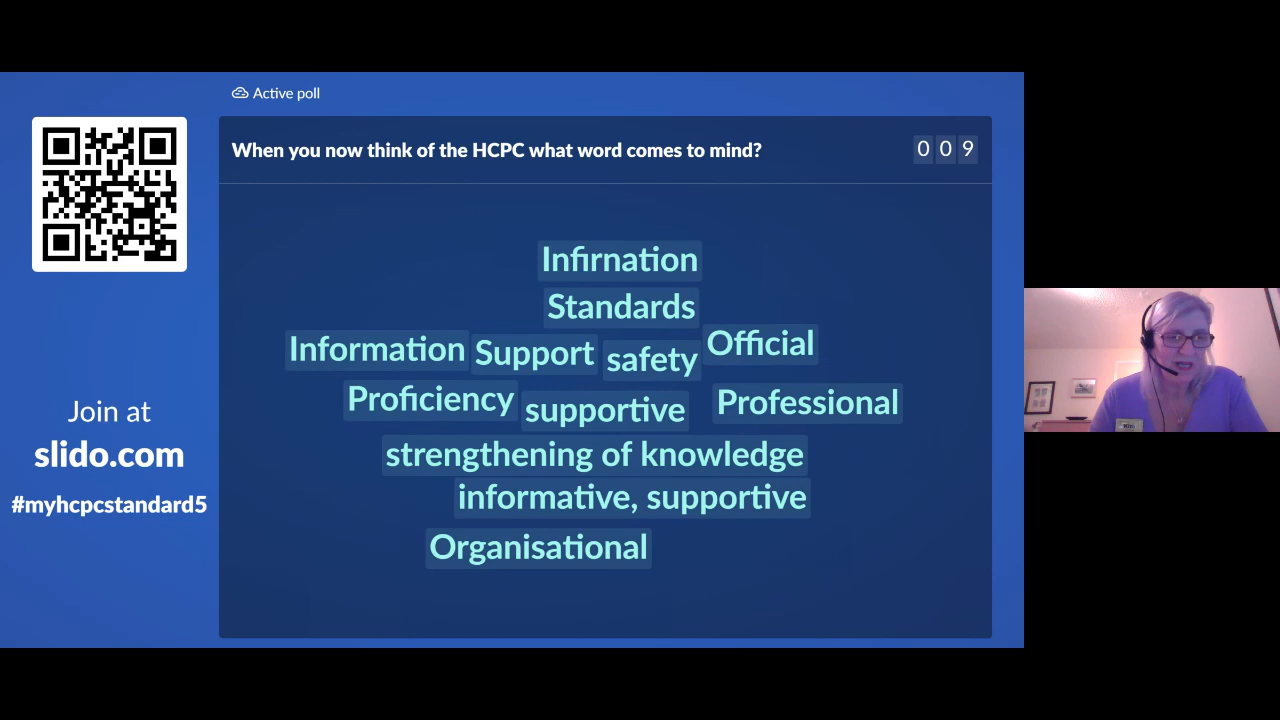 Active poll
When you now think of the HCPC what word comes to mind?
0 0 9
Infirnation
Standards
Information Support safety Official
Proficiency supportive Professional
strengthening of knowledge
informative, supportive
Organisational
Join at
slido.com
#myhcpcstandard5